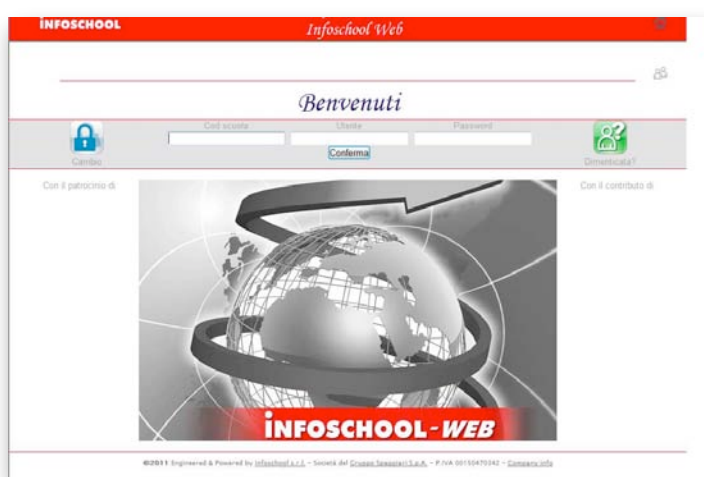 iNFOSCHOOL
Infoschool Web
Benvenuti
Cod scuola Utente Password
Conferma
Cambio Dimenticata?
Con il patrocinio di: Con il contributo di:
iNFOSCHOOL-WEB
©2011 Engineered & Powered by infoschool s.r.l. - Società del Gruppo Spaggiari S.p.A. - P.IVA 00150470342 - Company info